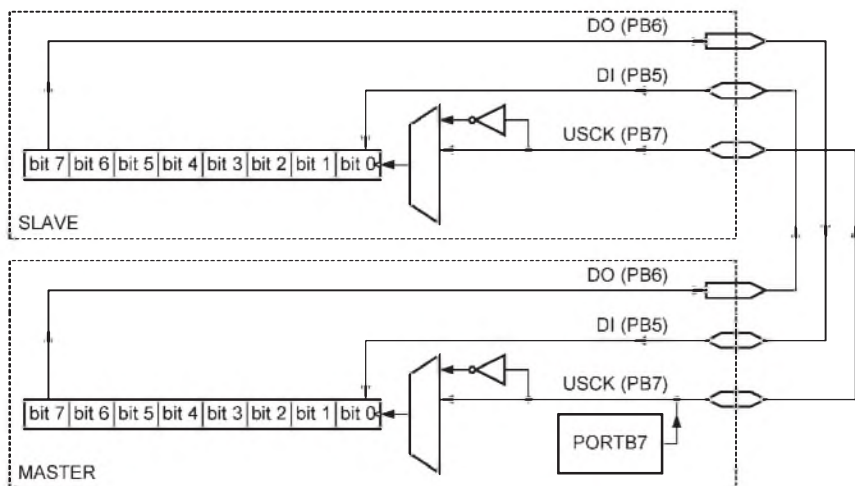 DO (PB6)
DI (PB5)
USCK (PB7)
bit 7 bit 6 bit 5 bit 4 bit 3 bit 2 bit 1 bit 0
SLAVE
DO (PB6)
DI (PB5)
USCK (PB7)
bit 7 bit 6 bit 5 bit 4 bit 3 bit 2 bit 1 bit 0
PORTB7
MASTER